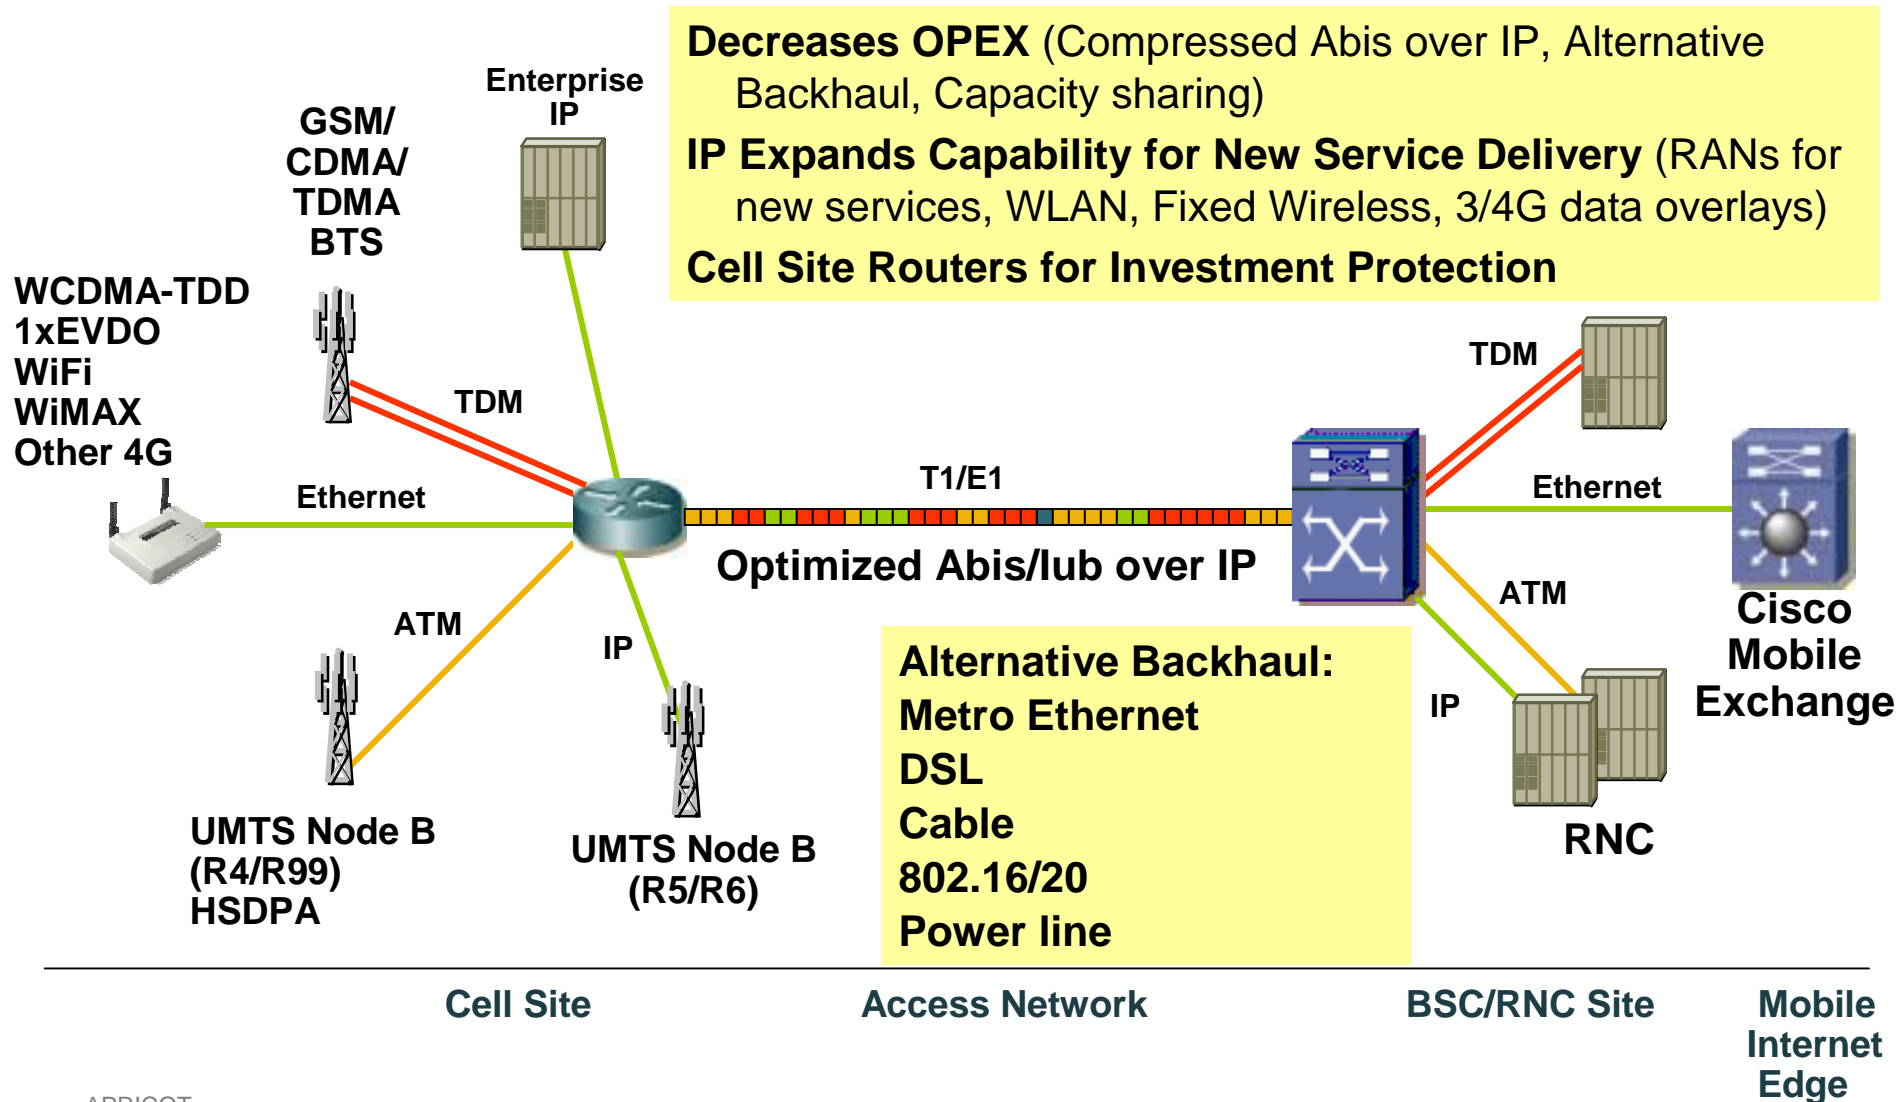 Decreases OPEX (Compressed Abis over IP, Alternative
Backhaul, Capacity sharing)
IP Expands Capability for New Service Delivery (RANs for
new services, WLAN, Fixed Wireless, 3/4G data overlays)
Cell Site Routers for Investment Protection
Enterprise
IP
GSM/
CDMA/
TDMA
BTS
WCDMA-TDD
1xEVDO
WiFi
WiMAX
Other 4G
TDM
Ethernet
ATM
IP
T1/E1
Optimized Abis/Iub over IP
TDM
Ethernet
ATM
IP
Cisco
Mobile
Exchange
RNC
Alternative Backhaul:
Metro Ethernet
DSL
Cable
802.16/20
Power line
UMTS Node B
(R4/R99)
HSDPA
UMTS Node B
(R5/R6)
Cell Site
Access Network
BSC/RNC Site
Mobile
Internet
Edge
APRICOT